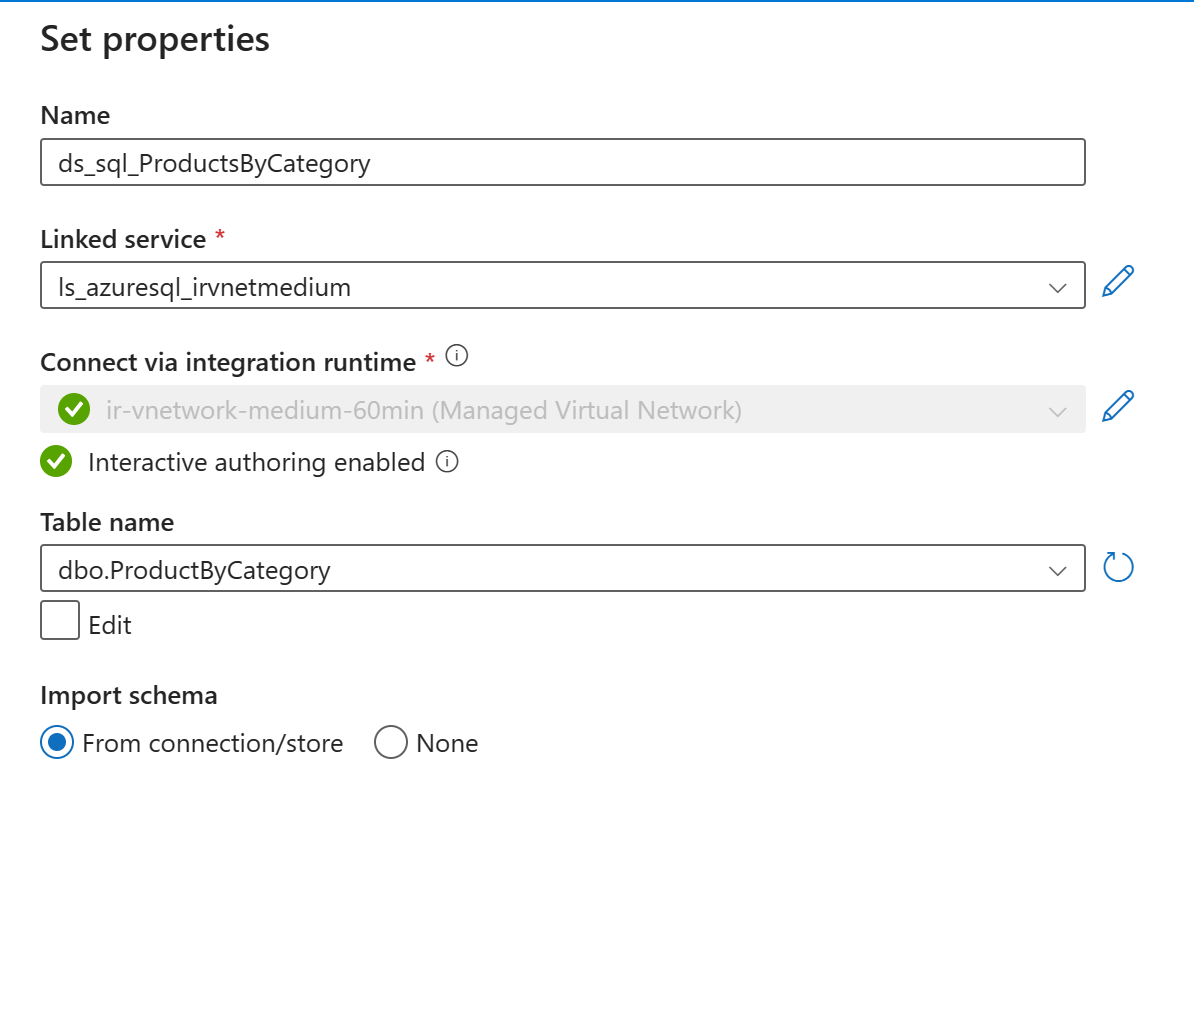 Set properties
Name
ds_sql_ProductsByCategory
Linked service *
ls_azuresql_irvnetmedium
Connect via integration runtime *
ir-vnetwork-medium-60min (Managed Virtual Network)
Interactive authoring enabled
Table name
dbo.ProductByCategory
Edit
Import schema
From connection/store None